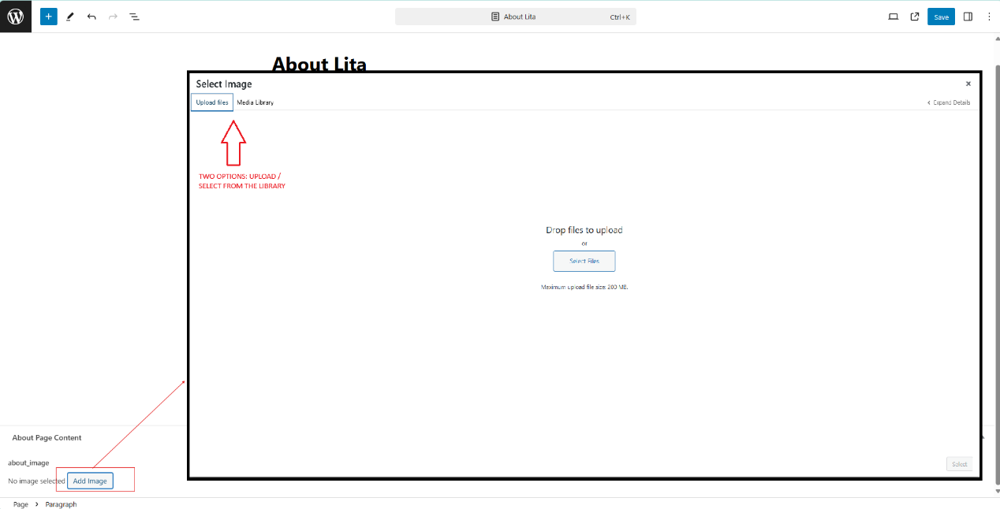 About Lita
Ctrl+K
Save
About Lita
Select Image
Upload files
Media Library
Expand Details
TWO OPTIONS: UPLOAD /
SELECT FROM THE LIBRARY
Drop files to upload
or
Select Files
Maximum upload file size: 200 MB.
Select
About Page Content
about_image
No image selected
Add Image
Page
Paragraph